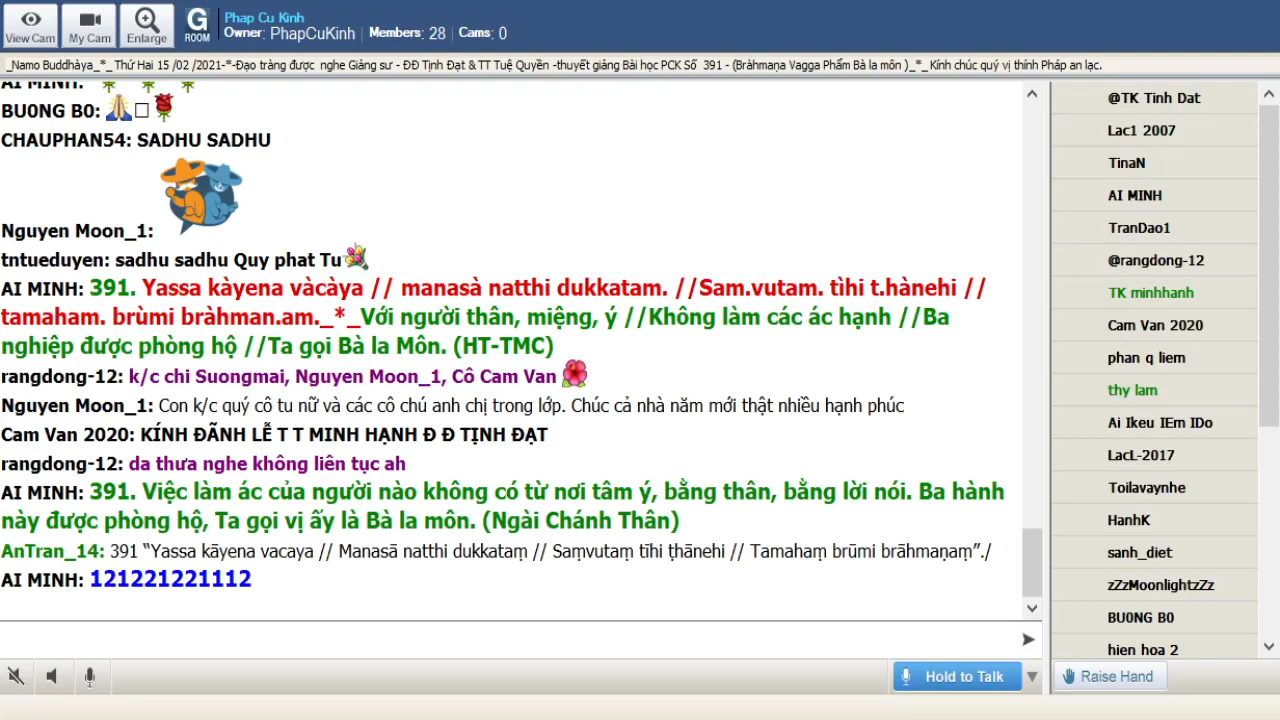 View Cam
My Cam
Enlarge
G
ROOM
Phap Cu Kinh
Owner: PhapCuKinh | Members: 28 | Cams: 0
_Namo Buddhàya_*_ Thứ Hai 15 /02 /2021-*-Đạo tràng được nghe Giảng sư - ĐĐ Tịnh Đạt & TT Tuệ Quyền -thuyết giảng Bài học PCK Số 391 - (Bràhmaṇa Vagga Phẩm Bà la môn )_*_ Kính chúc quý vị thính Pháp an lạc.
AI MINH:
BU0NG B0:
CHAUPHAN54: SADHU SADHU
Nguyen Moon_1:
tntueduyen: sadhu sadhu Quy phat Tu
AI MINH: 391. Yassa kàyena vàcàya // manasà natthi dukkatam. //Sam.vutam. tìhi t.hànehi //
tamaham. brùmi bràhman.am._*_Với người thân, miệng, ý //Không làm các ác hạnh //Ba
nghiệp được phòng hộ //Ta gọi Bà la Môn. (HT-TMC)
rangdong-12: k/c chi Suongmai, Nguyen Moon_1, Cô Cam Van
Nguyen Moon_1: Con k/c quý cô tu nữ và các cô chú anh chị trong lớp. Chúc cả nhà năm mới thật nhiều hạnh phúc
Cam Van 2020: KÍNH ĐÃNH LỄ T T MINH HẠNH Đ Đ TỊNH ĐẠT
rangdong-12: da thưa nghe không liên tục ah
AI MINH: 391. Việc làm ác của người nào không có từ nơi tâm ý, bằng thân, bằng lời nói. Ba hành
này được phòng hộ, Ta gọi vị ấy là Bà la môn. (Ngài Chánh Thân)
AnTran_14: 391 “Yassa kāyena vacaya // Manasā natthi dukkataṃ // Saṃvutaṃ tīhi ṭhānehi // Tamahaṃ brūmi brāhmaṇaṃ”./
AI MINH: 121221221112
Hold to Talk
@TK Tinh Dat
Lac1 2007
TinaN
AI MINH
TranDao1
@rangdong-12
TK minhhanh
Cam Van 2020
phan q liem
thy lam
Ai Ikeu IEm IDo
LacL-2017
Toilavaynhe
HanhK
sanh_diet
zZzMoonlightzZz
BU0NG B0
hien hoa 2
Raise Hand